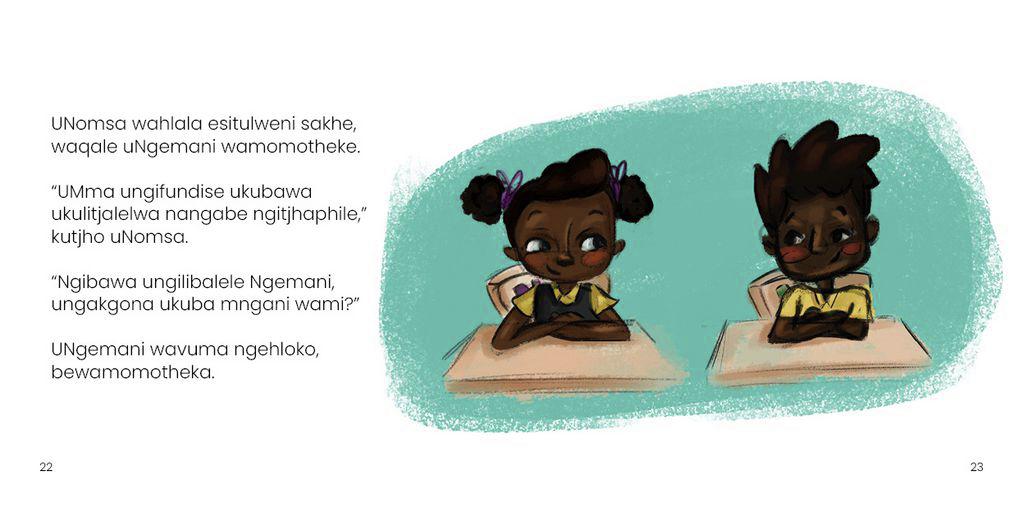 UNomsa wahlala esitulweni sakhe,
waqale uNgemani wamomotheke.
“UMma ungifundise ukubawa
ukulitjalelwa nangabe ngitjhaphile,”
kutjho uNomsa.
“Ngibawa ungilibalele Ngemani,
ungakgona ukuba mngani wami?”
UNgemani wavuma ngehloko,
bewamomotheka.
22
23